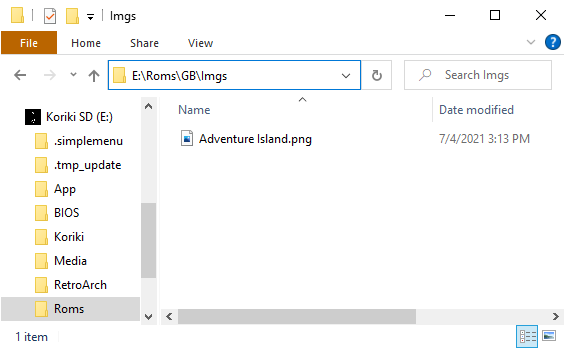 Imgs
File Home Share View
E:\Roms\GB\Imgs
Search Imgs
Name Date modified
Koriki SD (E:)
Adventure Island.png 7/4/2021 3:13 PM
.simplemenu
.tmp_update
App
BIOS
Koriki
Media
RetroArch
Roms
1 item